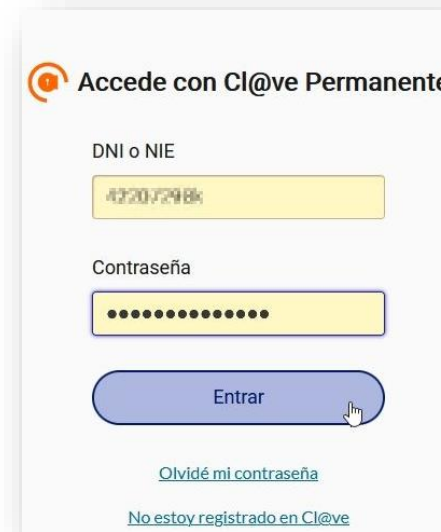 Accede con Cl@ve Permanente
DNI o NIE
Contraseña
Entrar
Olvidé mi contraseña
No estoy registrado en Cl@ve